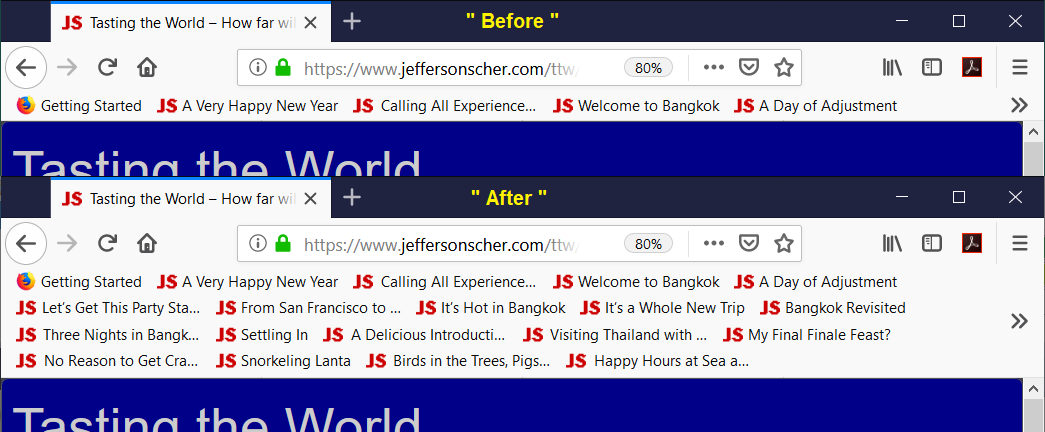 JS Tasting the World – How far wil
" Before "
https://www.jeffersonscher.com/ttw/
80%
Getting Started JS A Very Happy New Year JS Calling All Experience... JS Welcome to Bangkok JS A Day of Adjustment
Tasting the World
JS Tasting the World – How far wil
" After "
https://www.jeffersonscher.com/ttw/
80%
Getting Started JS A Very Happy New Year JS Calling All Experience... JS Welcome to Bangkok JS A Day of Adjustment
JS Let’s Get This Party Sta... JS From San Francisco to ... JS It’s Hot in Bangkok JS It’s a Whole New Trip JS Bangkok Revisited
JS Three Nights in Bangk... JS Settling In JS A Delicious Introducti... JS Visiting Thailand with ... JS My Final Finale Feast?
JS No Reason to Get Cra... JS Snorkeling Lanta JS Birds in the Trees, Pigs... JS Happy Hours at Sea a...
Tasting the World